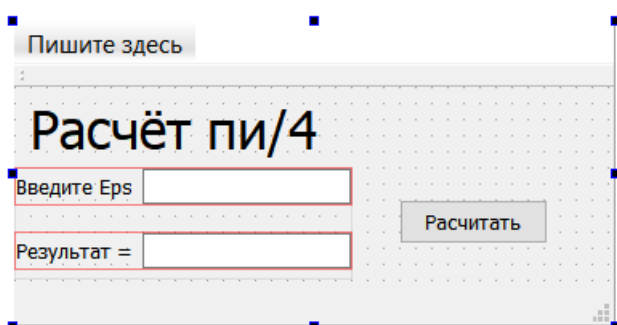 Пишите здесь
Расчёт пи/4
Введите Eps
Расчитать
Результат =